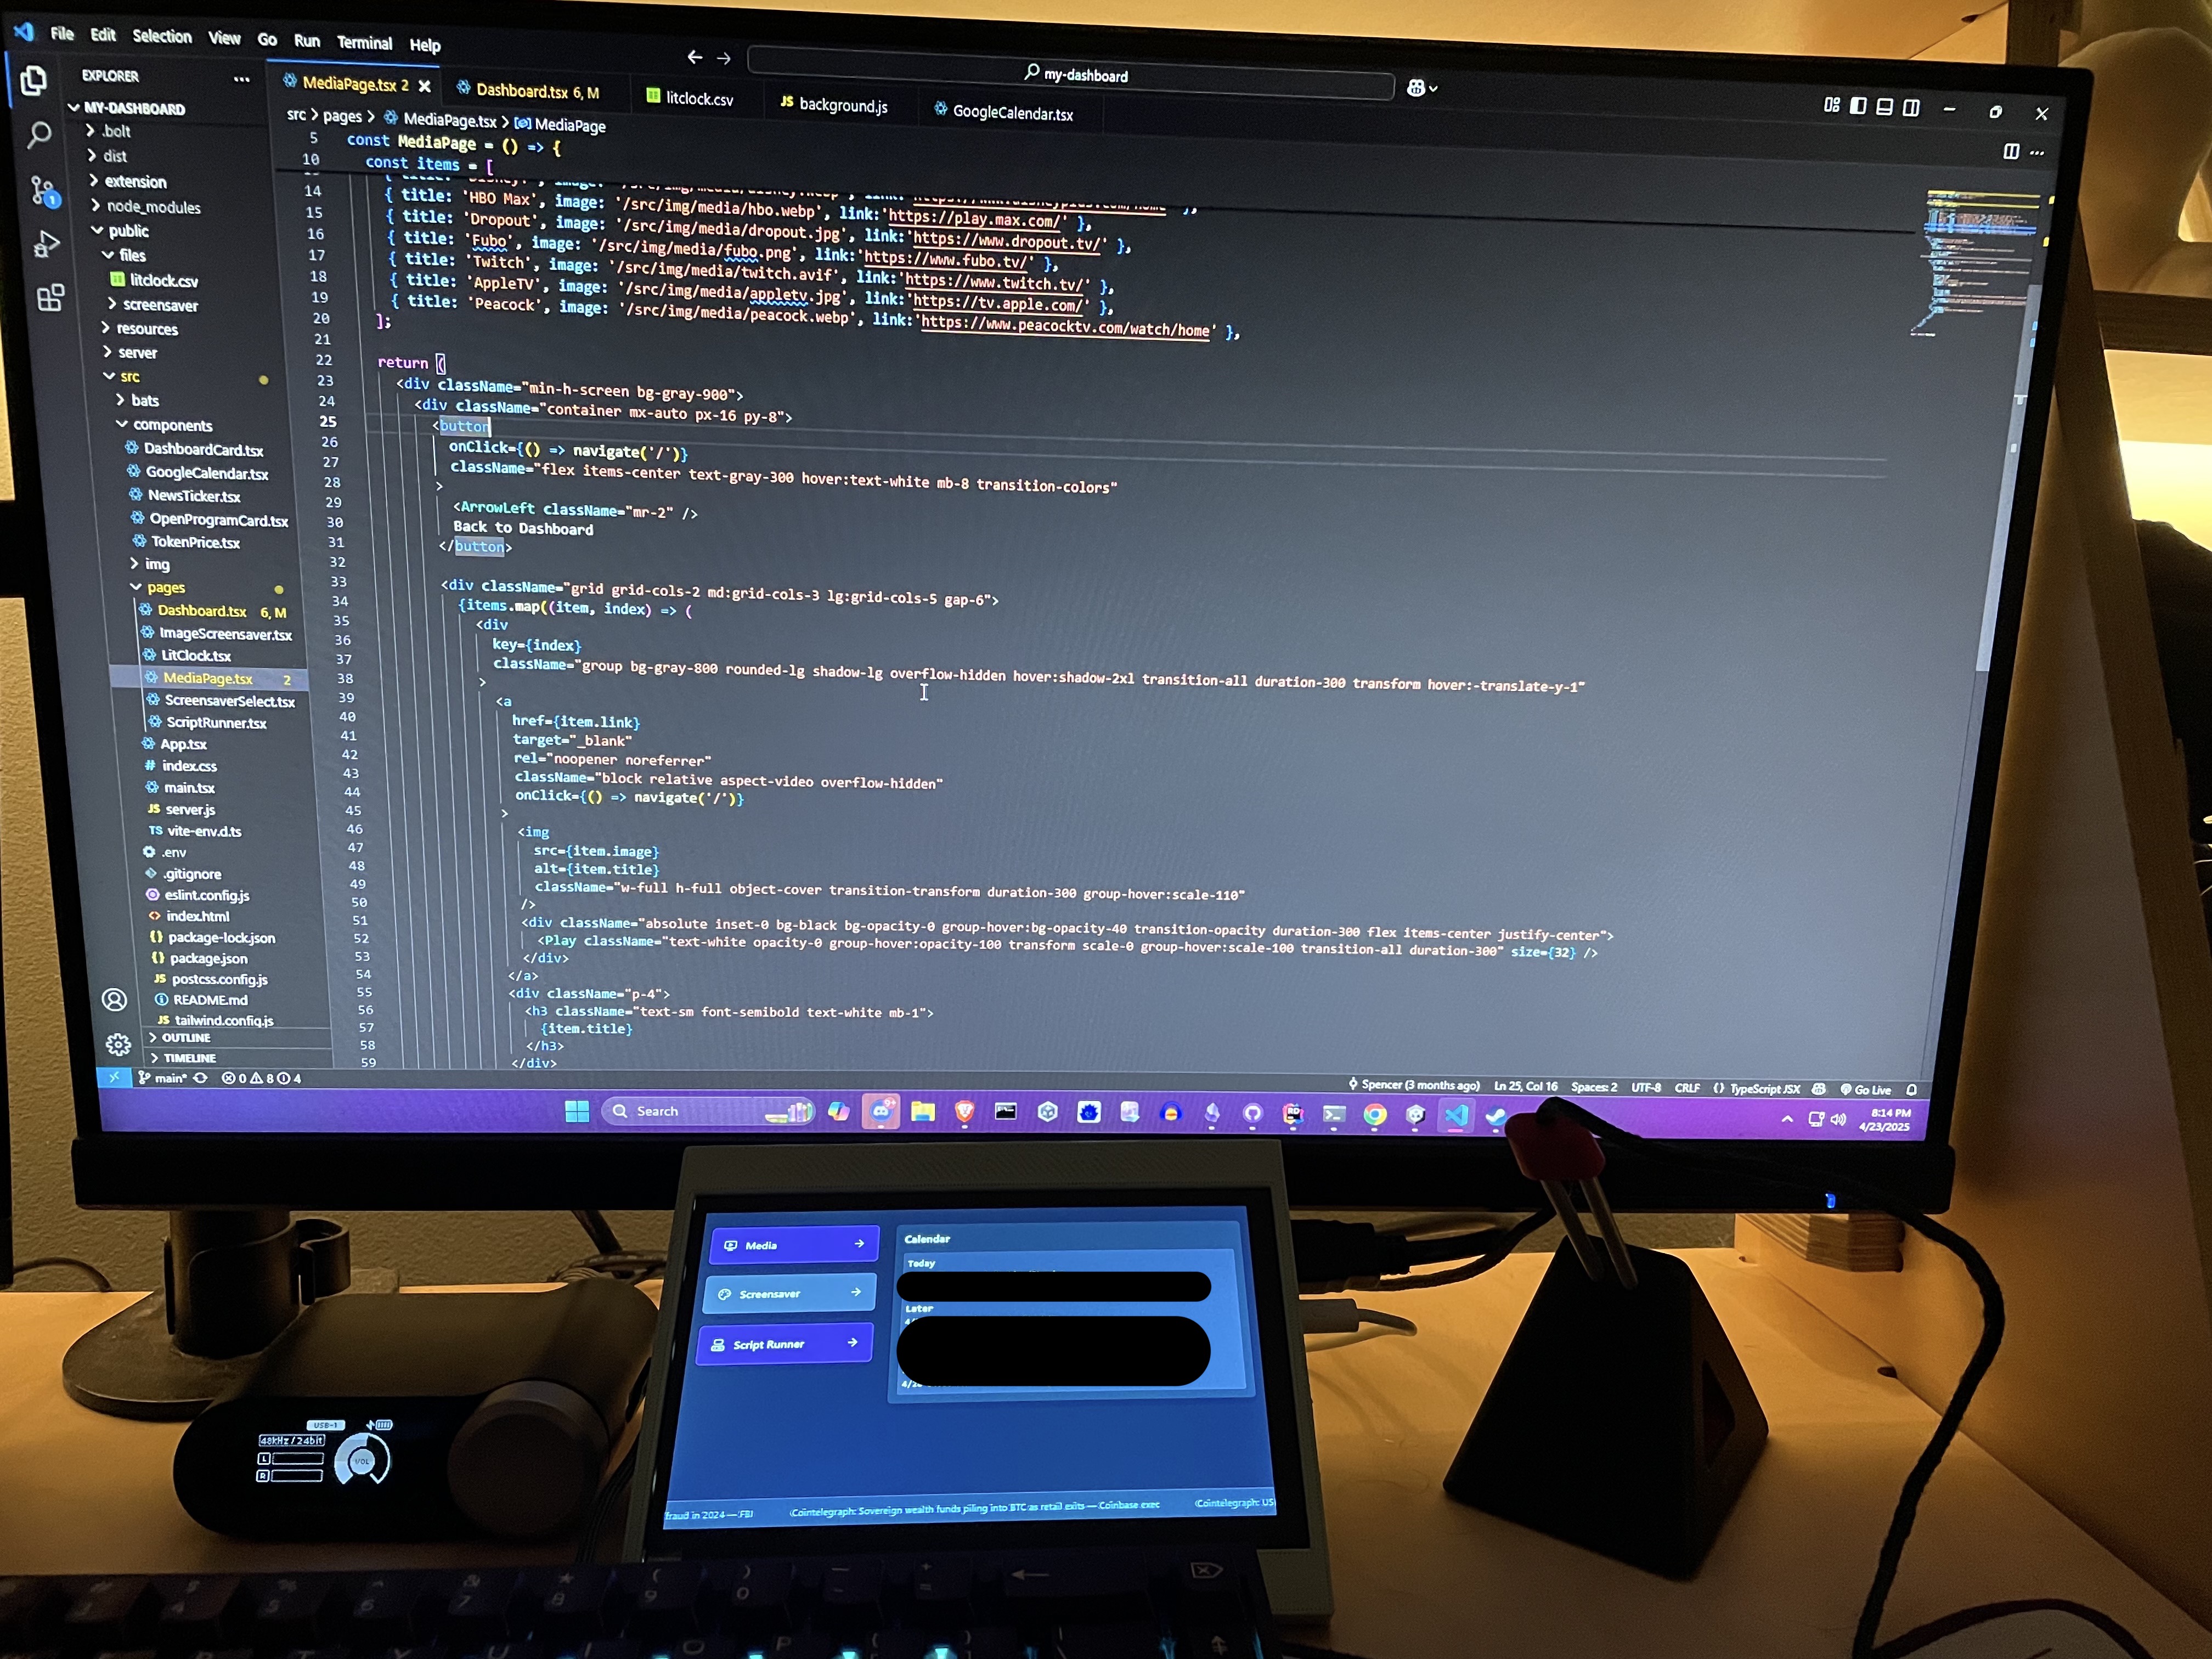 File Edit Selection View Go Run Terminal Help
my-dashboard
EXPLORER
MY-DASHBOARD
.bolt
dist
extension
node_modules
public
files
litclock.csv
screensaver
resources
server
src
bats
components
DashboardCard.tsx
GoogleCalendar.tsx
NewsTicker.tsx
OpenProgramCard.tsx
TokenPrice.tsx
img
pages
Dashboard.tsx 6, M
ImageScreensaver.tsx
LitClock.tsx
MediaPage.tsx 2
ScreensaverSelect.tsx
ScriptRunner.tsx
App.tsx
index.css
main.tsx
server.js
vite-env.d.ts
.env
.gitignore
eslint.config.js
index.html
package-lock.json
package.json
postcss.config.js
README.md
tailwind.config.js
OUTLINE
TIMELINE
MediaPage.tsx 2 Dashboard.tsx 6, M litclock.csv background.js GoogleCalendar.tsx
src > pages > MediaPage.tsx > MediaPage
5 const MediaPage = () => {
10 const items = [
14 { title: 'HBO Max', image: '/src/img/media/hbo.webp', link:'https://play.max.com/' },
15 { title: 'Dropout', image: '/src/img/media/dropout.jpg', link:'https://www.dropout.tv/' },
16 { title: 'Fubo', image: '/src/img/media/fubo.png', link:'https://www.fubo.tv/' },
17 { title: 'Twitch', image: '/src/img/media/twitch.avif', link:'https://www.twitch.tv/' },
18 { title: 'AppleTV', image: '/src/img/media/appletv.jpg', link:'https://tv.apple.com/' },
19 { title: 'Peacock', image: '/src/img/media/peacock.webp', link:'https://www.peacocktv.com/watch/home' },
20 ];
21
22 return (
23 <div className="min-h-screen bg-gray-900">
24 <div className="container mx-auto px-16 py-8">
25 <button
26 onClick={() => navigate('/')}
27 className="flex items-center text-gray-300 hover:text-white mb-8 transition-colors"
28 >
29 <ArrowLeft className="mr-2" />
30 Back to Dashboard
31 </button>
32
33 <div className="grid grid-cols-2 md:grid-cols-3 lg:grid-cols-5 gap-6">
34 {items.map((item, index) => (
35 <div
36 key={index}
37 className="group bg-gray-800 rounded-lg shadow-lg overflow-hidden hover:shadow-2xl transition-all duration-300 transform hover:-translate-y-1"
38 >
39 <a
40 href={item.link}
41 target="_blank"
42 rel="noopener noreferrer"
43 className="block relative aspect-video overflow-hidden"
44 onClick={() => navigate('/')}
45 >
46 <img
47 src={item.image}
48 alt={item.title}
49 className="w-full h-full object-cover transition-transform duration-300 group-hover:scale-110"
50 />
51 <div className="absolute inset-0 bg-black bg-opacity-0 group-hover:bg-opacity-40 transition-opacity duration-300 flex items-center justify-center">
52 <Play className="text-white opacity-0 group-hover:opacity-100 transform scale-0 group-hover:scale-100 transition-all duration-300" size={32} />
53 </div>
54 </a>
55 <div className="p-4">
56 <h3 className="text-sm font-semibold text-white mb-1">
57 {item.title}
58 </h3>
59 </div>
main* 0 8 4
Spencer (3 months ago) Ln 25, Col 16 Spaces: 2 UTF-8 CRLF {} TypeScript JSX Go Live
Search
8:14 PM
4/23/2025
Media
Screensaver
Script Runner
Calendar
Today
Later
fraud in 2024 — FBI Cointelegraph: Sovereign wealth funds piling into BTC as retail exits — Coinbase exec Cointelegraph: US
USB-1
48kHz/24bit
L
R
VOL